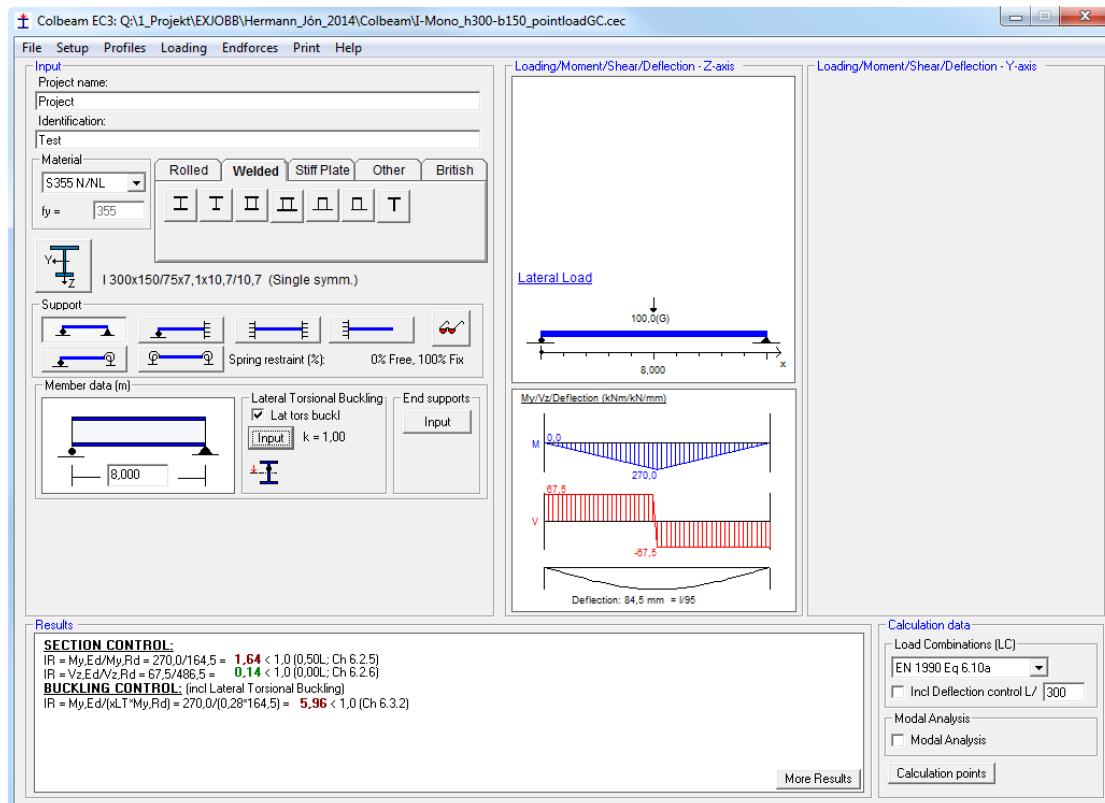 Colbeam EC3: Q:\1_Projekt\EXJOBB\Hermann_Jón_2014\Colbeam\I-Mono_h300-b150_pointloadGC.cec
File Setup Profiles Loading Endforces Print Help
Input
Project name:
Project
Identification:
Test
Material
S355 N/NL
fy = 355
Rolled Welded Stiff Plate Other British
Y
Z
I 300x150/75x7,1x10,7/10,7 (Single symm.)
Support
Spring restraint (%): 0% Free, 100% Fix
Member data (m)
8,000
Lateral Torsional Buckling
Lat tors buckl
Input k = 1,00
End supports
Input
Loading/Moment/Shear/Deflection - Z-axis
Lateral Load
100,0(G)
x
8,000
My/Vz/Deflection (kNm/kN/mm)
M 0,0
270,0
67,5
V
-67,5
Deflection: 84,5 mm = l/95
Loading/Moment/Shear/Deflection - Y-axis
Results
SECTION CONTROL:
IR = My,Ed/My,Rd = 270,0/164,5 = 1,64 < 1,0 (0,50L; Ch 6.2.5)
IR = Vz,Ed/Vz,Rd = 67,5/486,5 = 0,14 < 1,0 (0,00L; Ch 6.2.6)
BUCKLING CONTROL: (incl Lateral Torsional Buckling)
IR = My,Ed/(xLT*My,Rd) = 270,0/(0,28*164,5) = 5,96 < 1,0 (Ch 6.3.2)
More Results
Calculation data
Load Combinations (LC)
EN 1990 Eq 6.10a
Incl Deflection control L/ 300
Modal Analysis
Modal Analysis
Calculation points